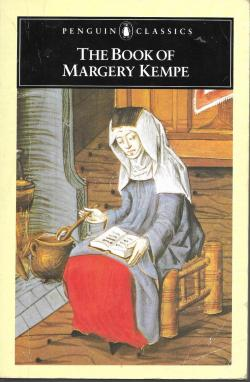 PENGUIN CLASSICS
THE BOOK OF
MARGERY KEMPE